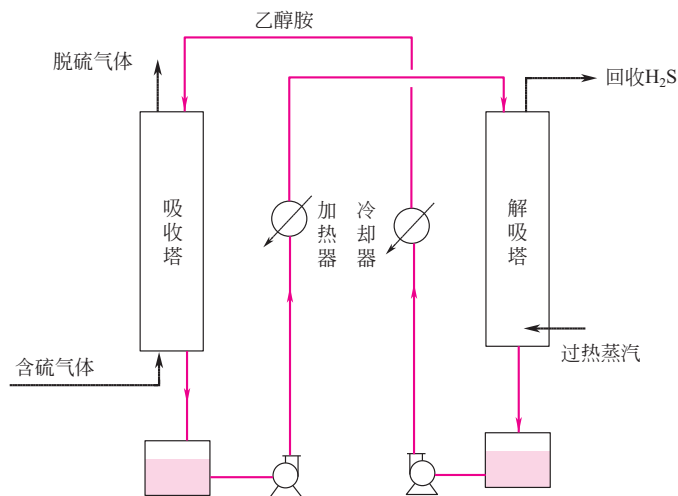 乙醇胺
脱硫气体
回收H₂S
吸收塔
加热器
冷却器
解吸塔
过热蒸汽
含硫气体